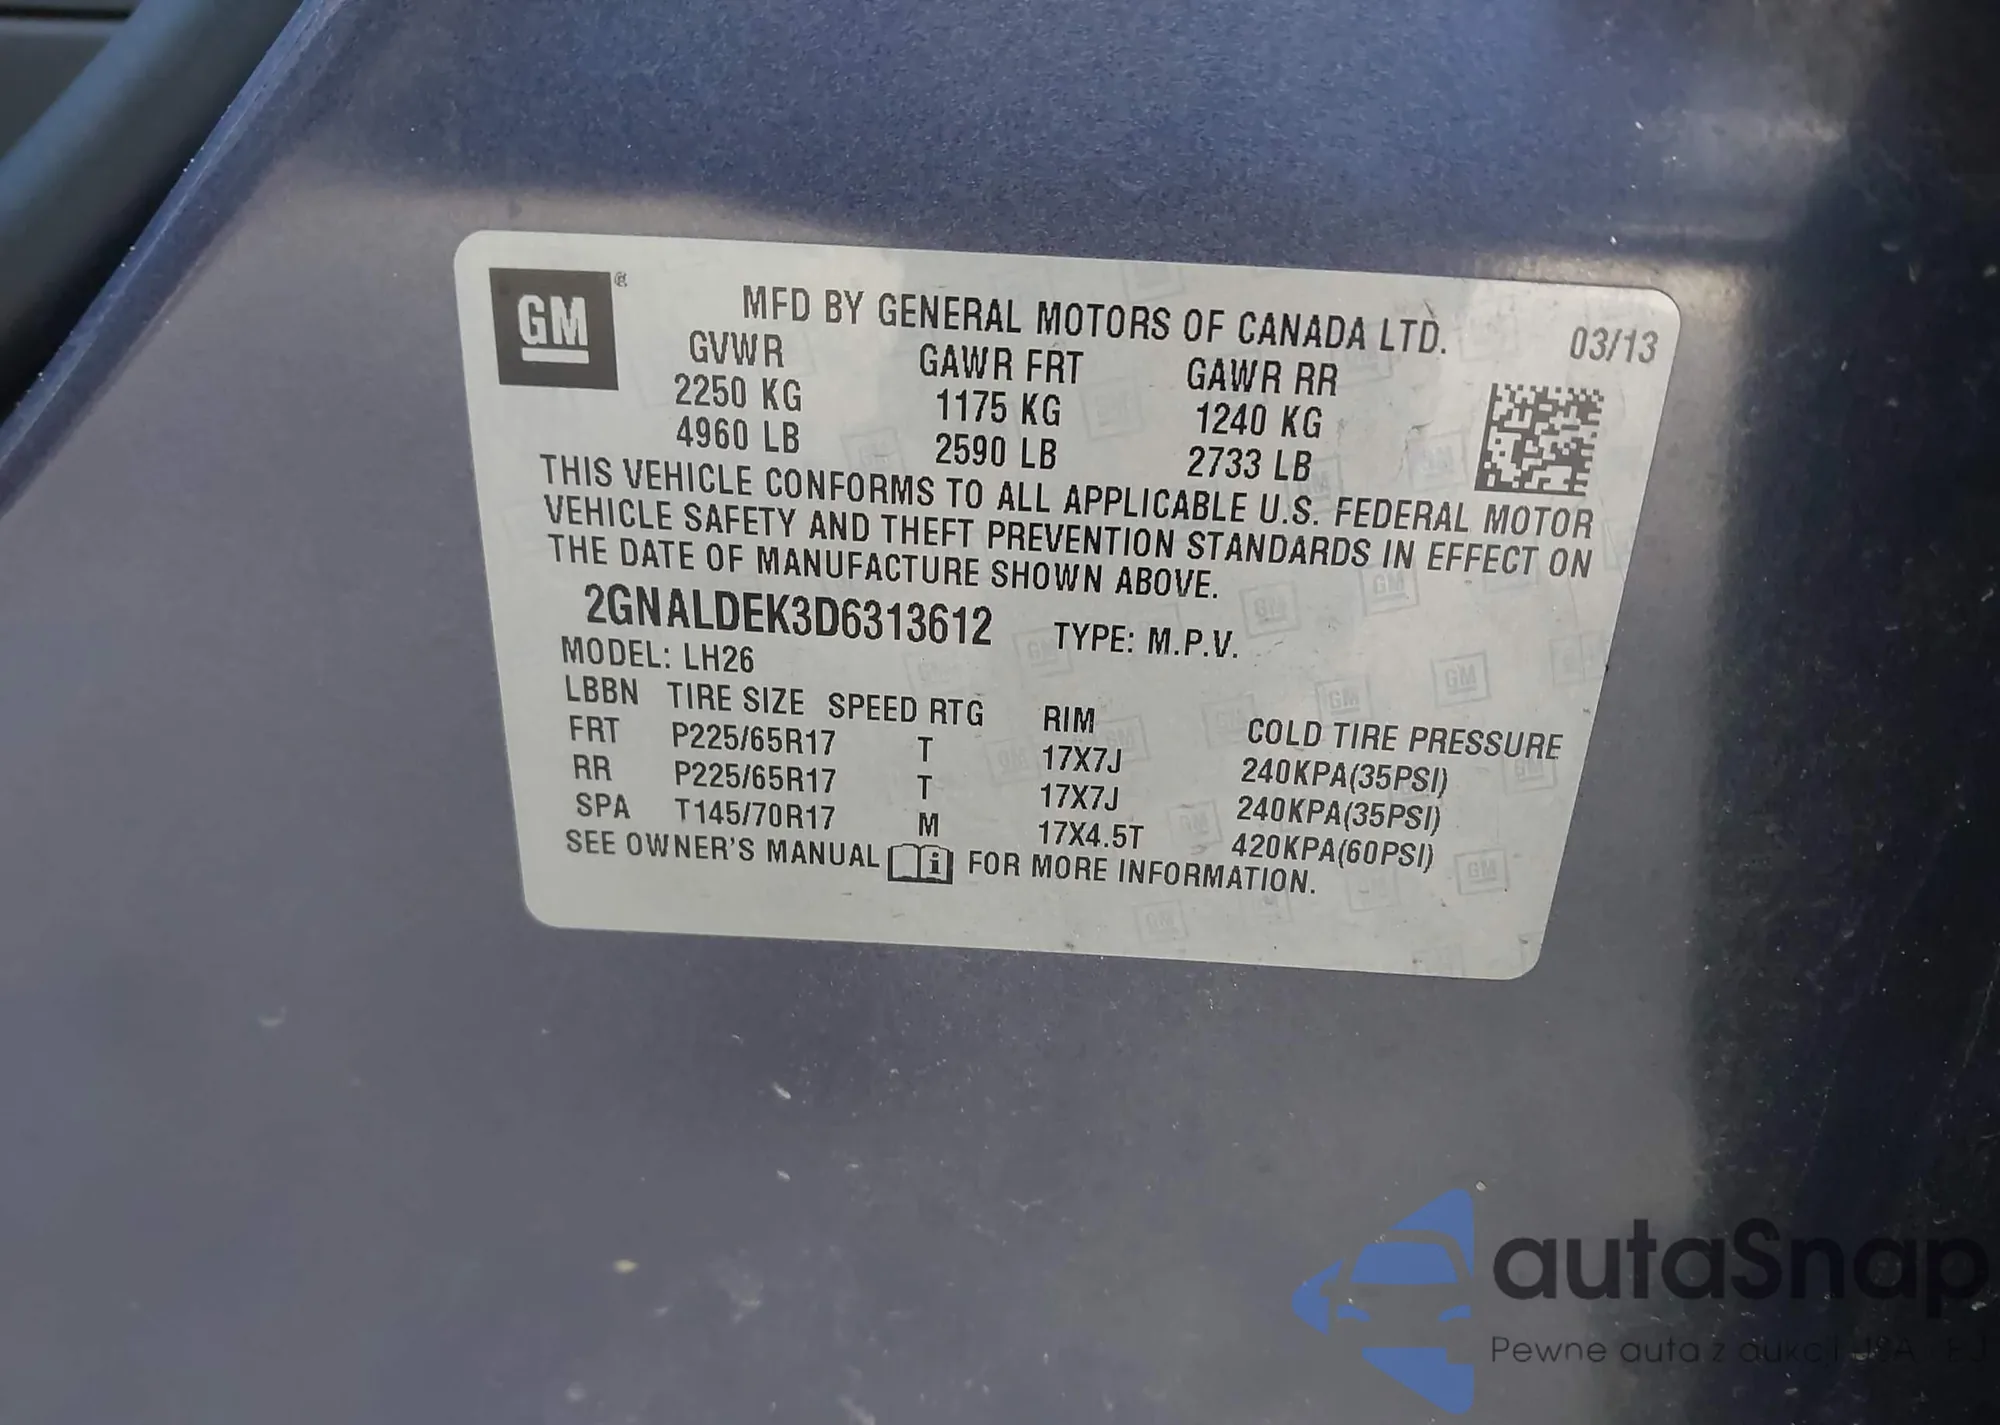 GM
MFD BY GENERAL MOTORS OF CANADA LTD. 03/13
GVWR GAWR FRT GAWR RR
2250 KG 1175 KG 1240 KG
4960 LB 2590 LB 2733 LB
THIS VEHICLE CONFORMS TO ALL APPLICABLE U.S. FEDERAL MOTOR
VEHICLE SAFETY AND THEFT PREVENTION STANDARDS IN EFFECT ON
THE DATE OF MANUFACTURE SHOWN ABOVE.
2GNALDEK3D6313612 TYPE: M.P.V.
MODEL: LH26
LBBN TIRE SIZE SPEED RTG RIM COLD TIRE PRESSURE
FRT P225/65R17 T 17X7J 240KPA(35PSI)
RR P225/65R17 T 17X7J 240KPA(35PSI)
SPA T145/70R17 M 17X4.5T 420KPA(60PSI)
SEE OWNER'S MANUAL FOR MORE INFORMATION.
autaSnap
Pewne auta z aukcji USA